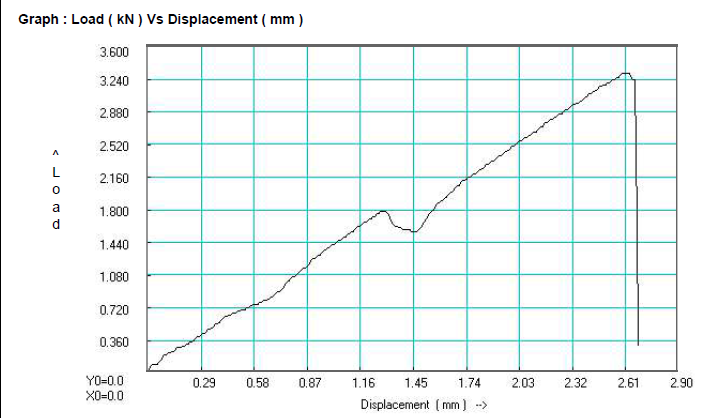 Graph : Load ( kN ) Vs Displacement ( mm )
3.600
3.240
2.880
2.520
2.160
1.800
1.440
1.080
0.720
0.360
^
L
o
a
d
Y0=0.0
X0=0.0
0.29 0.58 0.87 1.16 1.45 1.74 2.03 2.32 2.61 2.90
Displacement ( mm ) -->